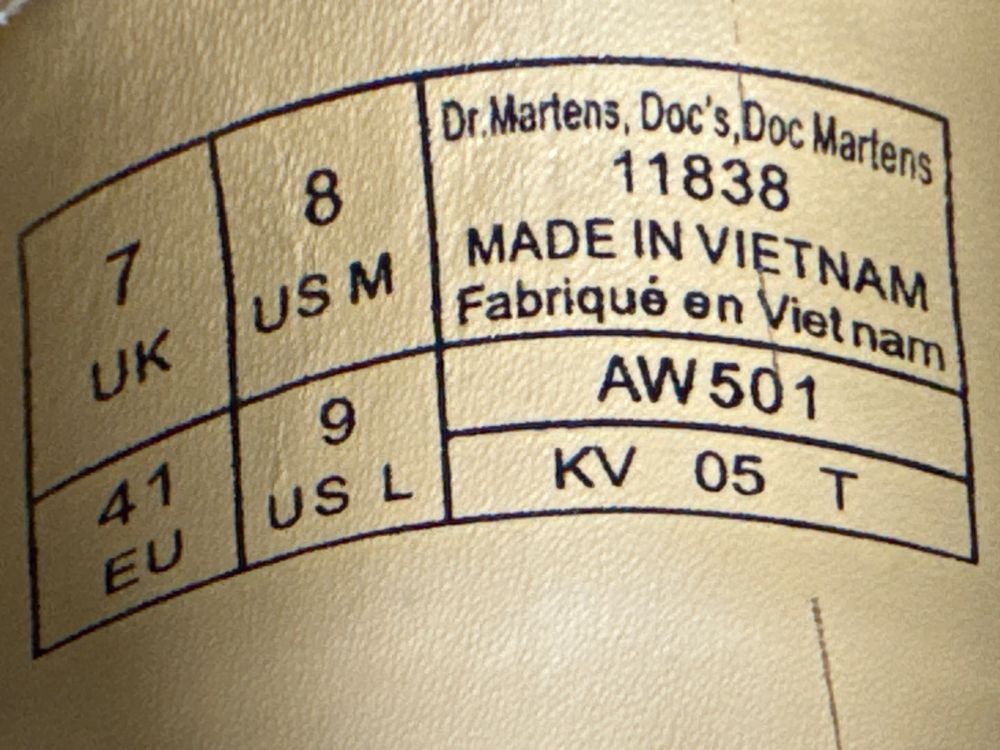 7
UK
8
US M
41
EU
9
US L
Dr.Martens, Doc's,Doc Martens
11838
MADE IN VIETNAM
Fabriqué en Vietnam
AW501
KV 05 T